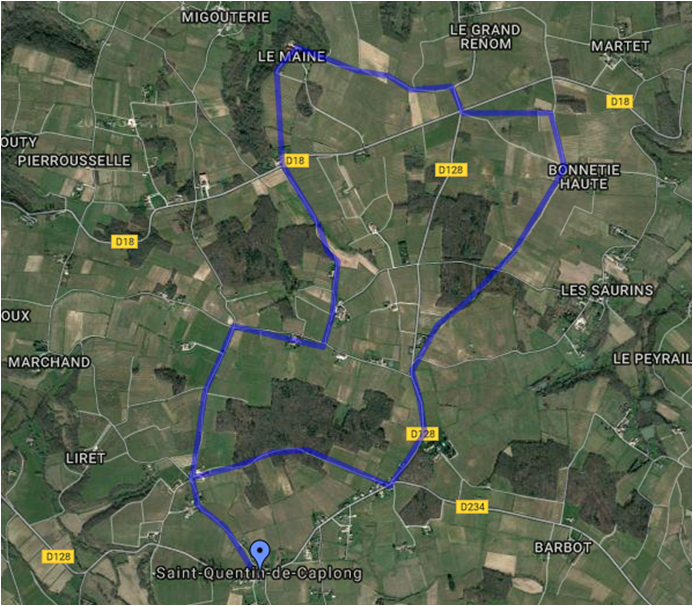 MIGOUTERIE
LE GRAND
RENOM
LE MAINE
MARTET
D18
OUTY
PIERROUSSELLE
D18
D128
BONNETIE
HAUTE
D18
LES SAURINS
OUX
MARCHAND
LE PEYRAIL
D128
LIRET
D234
D128
BARBOT
Saint-Quentin-de-Caplong